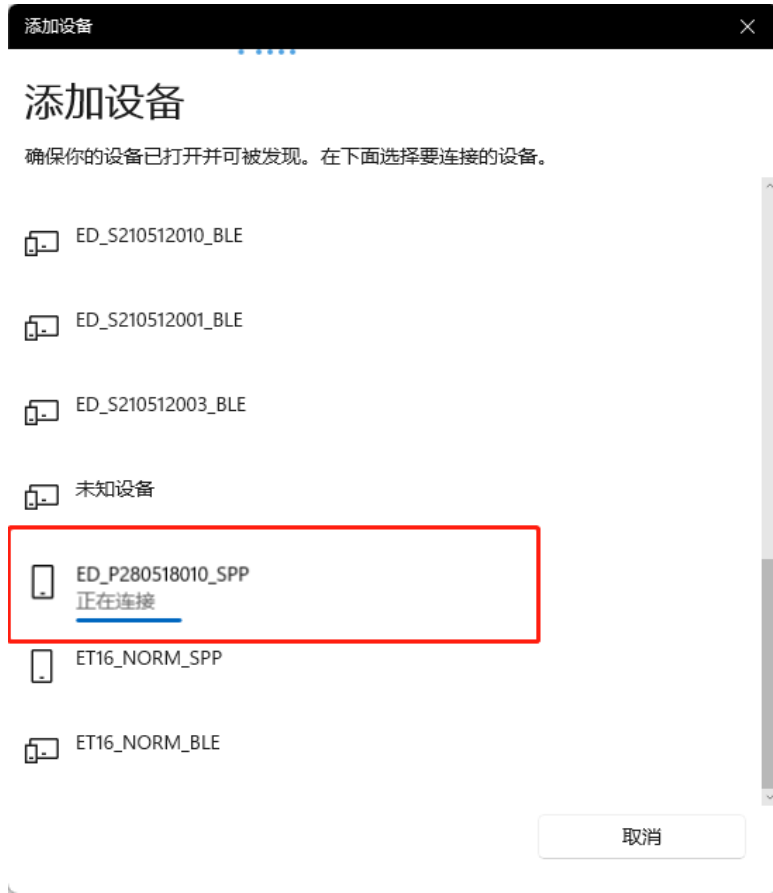 添加设备
添加设备
确保你的设备已打开并可被发现。在下面选择要连接的设备。
ED_S210512010_BLE
ED_S210512001_BLE
ED_S210512003_BLE
未知设备
ED_P280518010_SPP
正在连接
ET16_NORM_SPP
ET16_NORM_BLE
取消